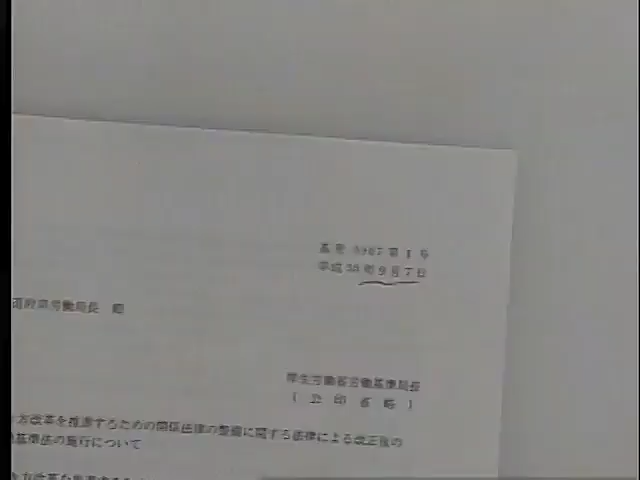 基発0907第1号
平成30年9月7日
道府県労働局長 殿
厚生労働省労働基準局長
（公印省略）
方改革を推進するための関係法律の整備に関する法律による改正後の
基準法の施行について